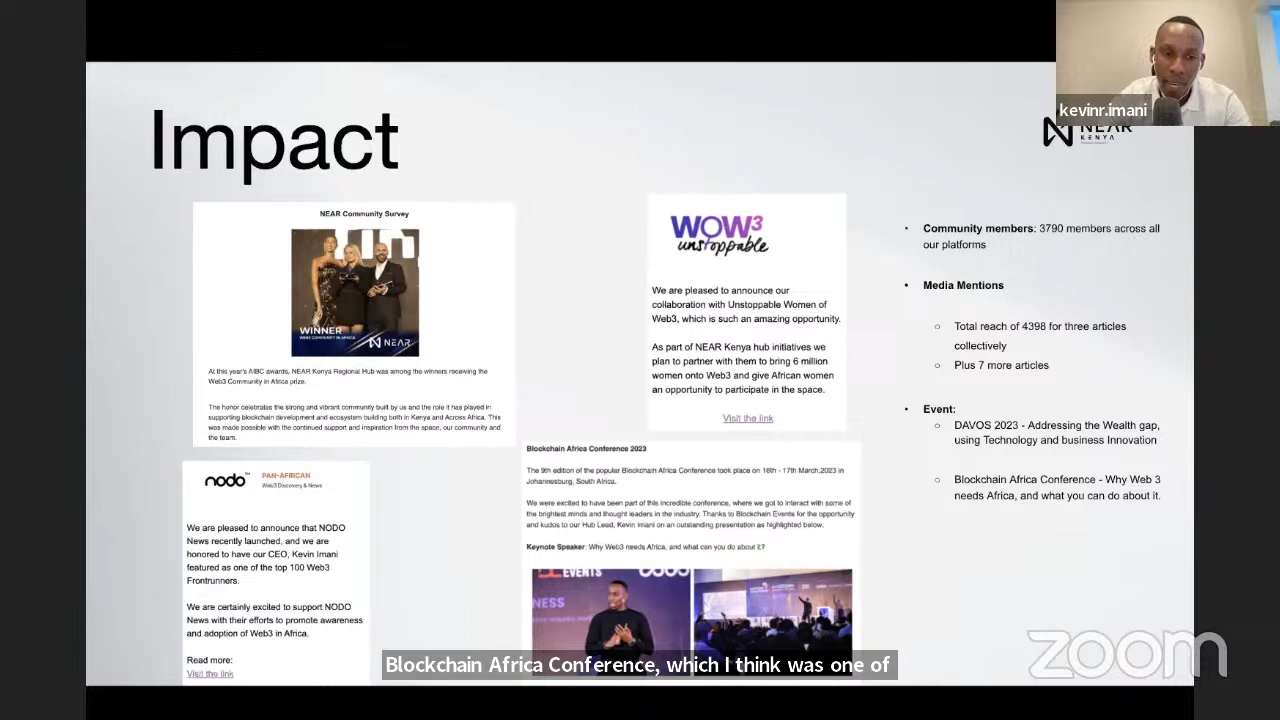 kevinr.imani
Impact
NEAR
KENYA
NEAR Community Survey
WINNER
WEB3 COMMUNITY IN AFRICA
NEAR
At this year's AIBC awards, NEAR Kenya Regional Hub was among the winners receiving the
Web3 Community in Africa prize.
The honor celebrates the strong and vibrant community built by us and the role it has played in
supporting blockchain development and ecosystem building both in Kenya and Across Africa. This
was made possible with the continued support and inspiration from the space, our community and
the team.
WOW3
unstoppable
We are pleased to announce our
collaboration with Unstoppable Women of
Web3, which is such an amazing opportunity.
As part of NEAR Kenya hub initiatives we
plan to partner with them to bring 6 million
women onto Web3 and give African women
an opportunity to participate in the space.
Visit the link
• Community members: 3790 members across all
our platforms
• Media Mentions
○ Total reach of 4398 for three articles
collectively
○ Plus 7 more articles
• Event:
○ DAVOS 2023 - Addressing the Wealth gap,
using Technology and business Innovation
○ Blockchain Africa Conference - Why Web 3
needs Africa, and what you can do about it.
nodo™ PAN-AFRICAN
Web3 Discovery & News
We are pleased to announce that NODO
News recently launched, and we are
honored to have our CEO, Kevin Imani
featured as one of the top 100 Web3
Frontrunners.
We are certainly excited to support NODO
News with their efforts to promote awareness
and adoption of Web3 in Africa.
Read more:
Visit the link
Blockchain Africa Conference 2023
The 9th edition of the popular Blockchain Africa Conference took place on 16th - 17th March,2023 in
Johannesburg, South Africa.
We were excited to have been part of this incredible conference, where we got to interact with some of
the brightest minds and thought leaders in the industry. Thanks to Blockchain Events for the opportunity
and kudos to our Hub Lead, Kevin Imani on an outstanding presentation as highlighted below.
Keynote Speaker: Why Web3 needs Africa, and what can you do about it?
EVENTS
NESS
Blockchain Africa Conference, which I think was one of
zoom